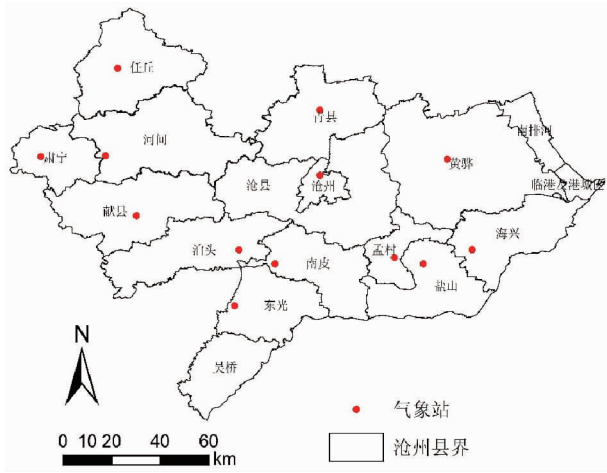 任丘
青县
南排河
河间
肃宁
黄骅
沧县
沧州
临港及港城区
献县
海兴
泊头
孟村
南皮
盐山
东光
吴桥
N
气象站
沧州县界
0 10 20 40 60
km